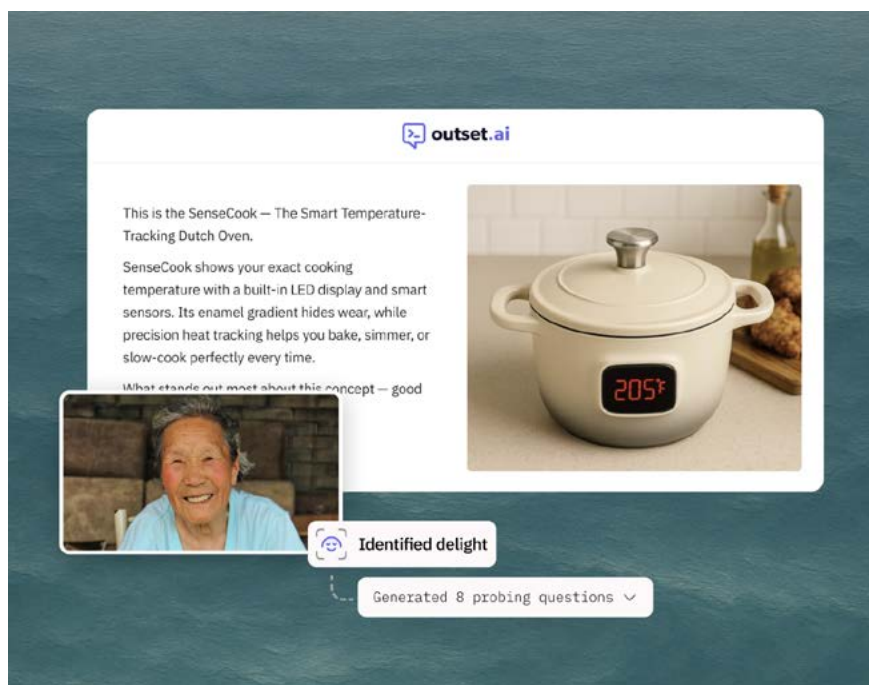 outset.ai
This is the SenseCook — The Smart Temperature-
Tracking Dutch Oven.
SenseCook shows your exact cooking
temperature with a built-in LED display and smart
sensors. Its enamel gradient hides wear, while
precision heat tracking helps you bake, simmer, or
slow-cook perfectly every time.
What stands out most about this concept — good
205°F
Identified delight
Generated 8 probing questions